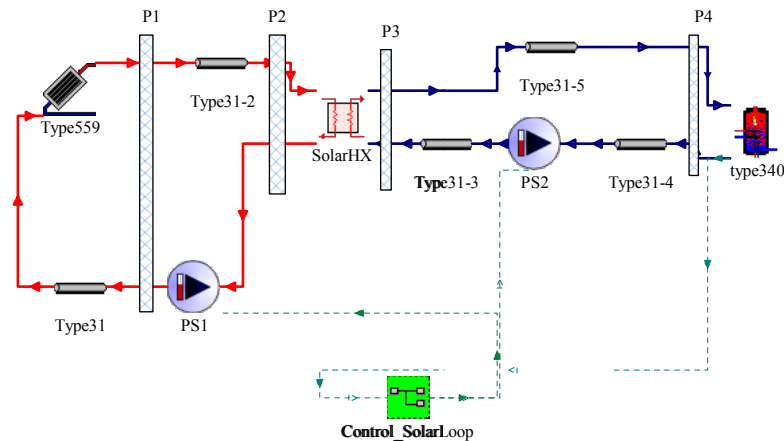 P1
P2
P3
P4
Type559
Type31-2
SolarHX
Type31-5
Type31-3
PS2
Type31-4
type340
Type31
PS1
Control_SolarLoop